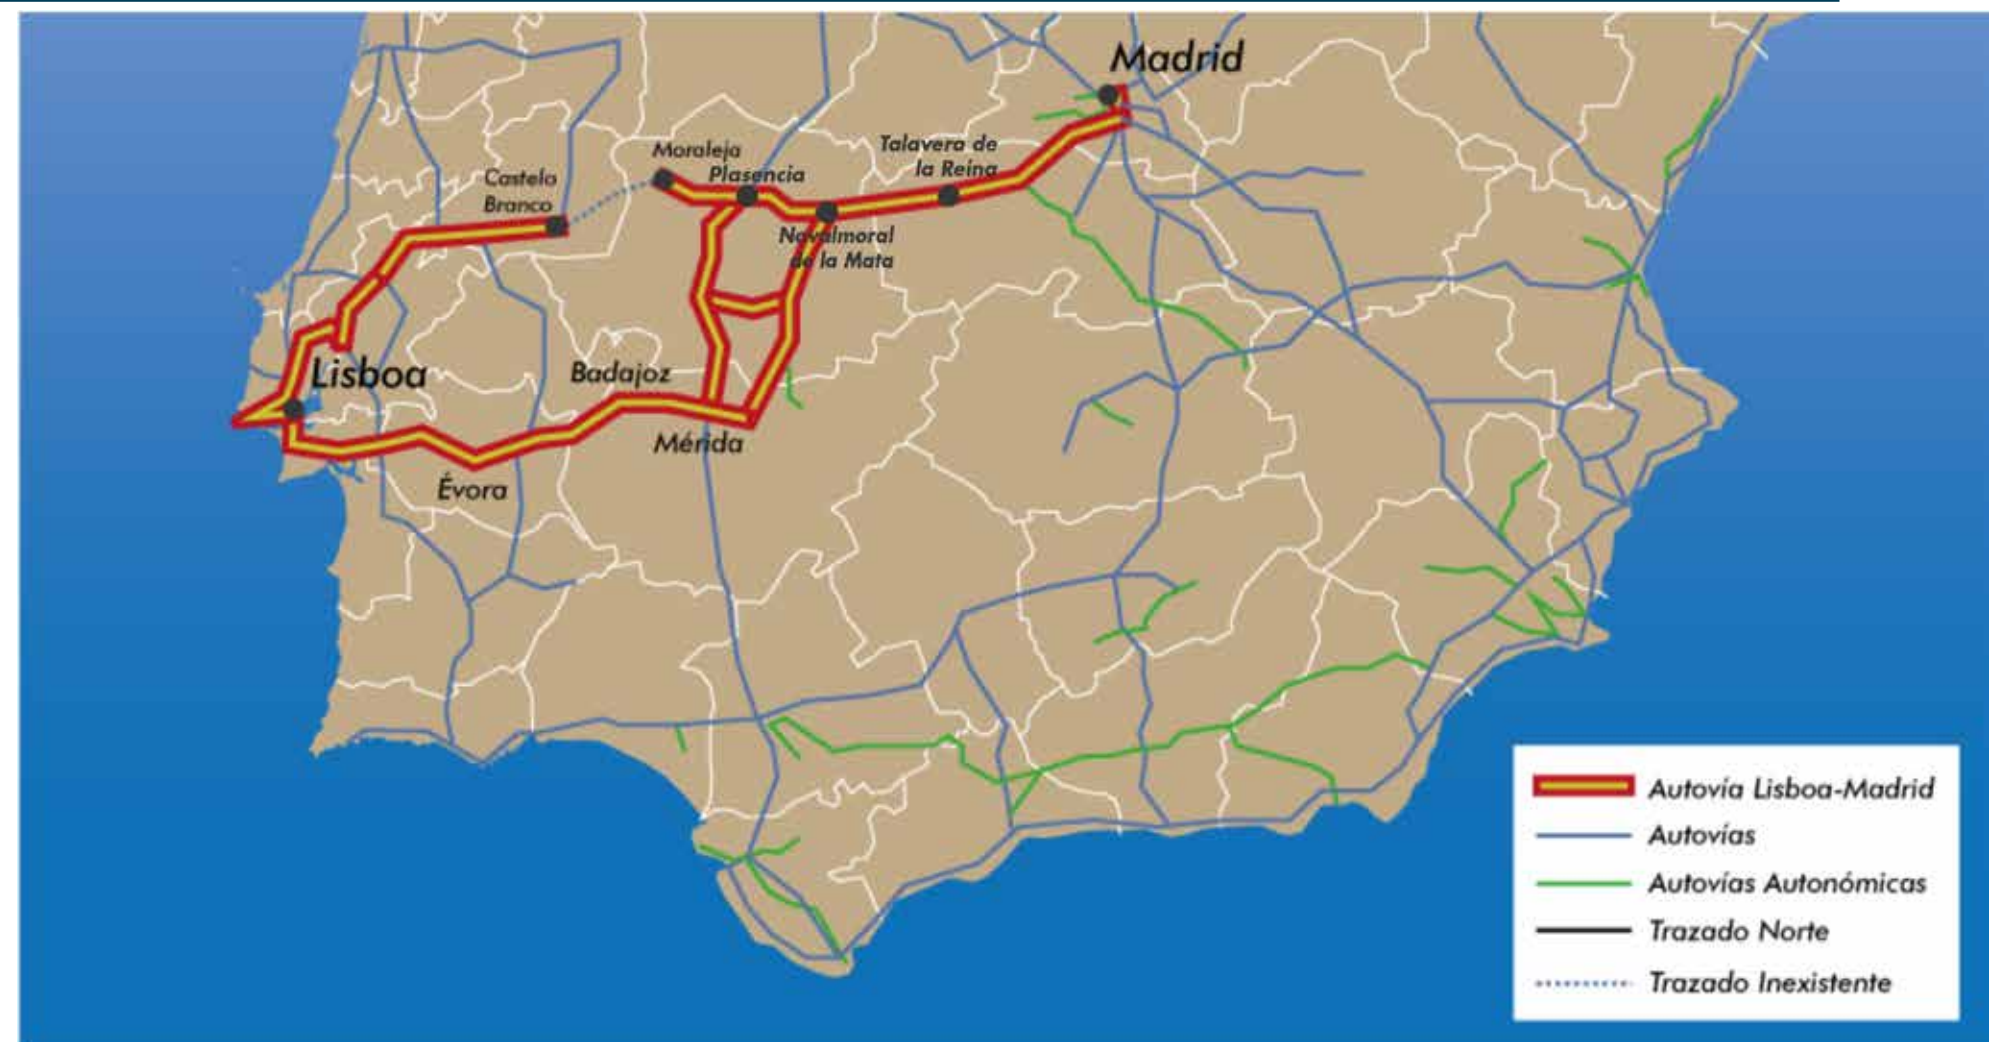 Madrid
Talavera de
la Reina
Moraleja
Plasencia
Castelo
Branco
Navalmoral
de la Mata
Lisboa
Badajoz
Mérida
Évora
Autovía Lisboa-Madrid
Autovías
Autovías Autonómicas
Trazado Norte
Trazado Inexistente